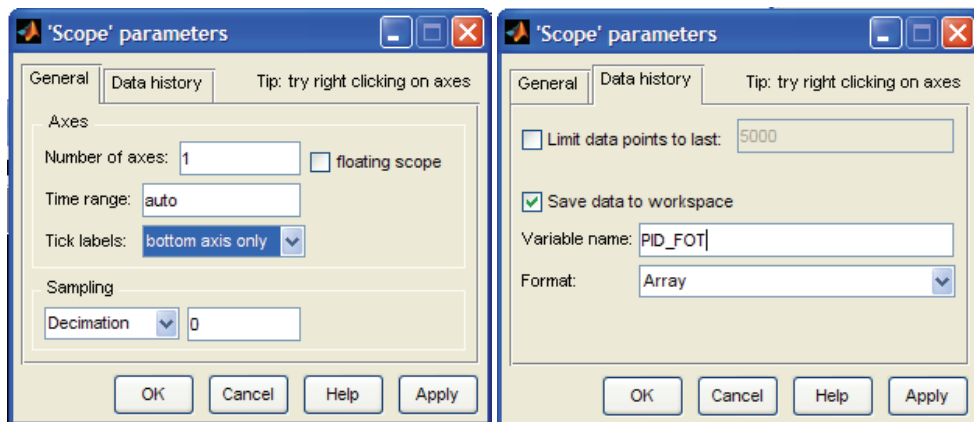 'Scope' parameters
General Data history Tip: try right clicking on axes
Axes
Number of axes: 1 floating scope
Time range: auto
Tick labels: bottom axis only
Sampling
Decimation 0
OK Cancel Help Apply
'Scope' parameters
General Data history Tip: try right clicking on axes
Limit data points to last: 5000
Save data to workspace
Variable name: PID_FOT
Format: Array
OK Cancel Help Apply